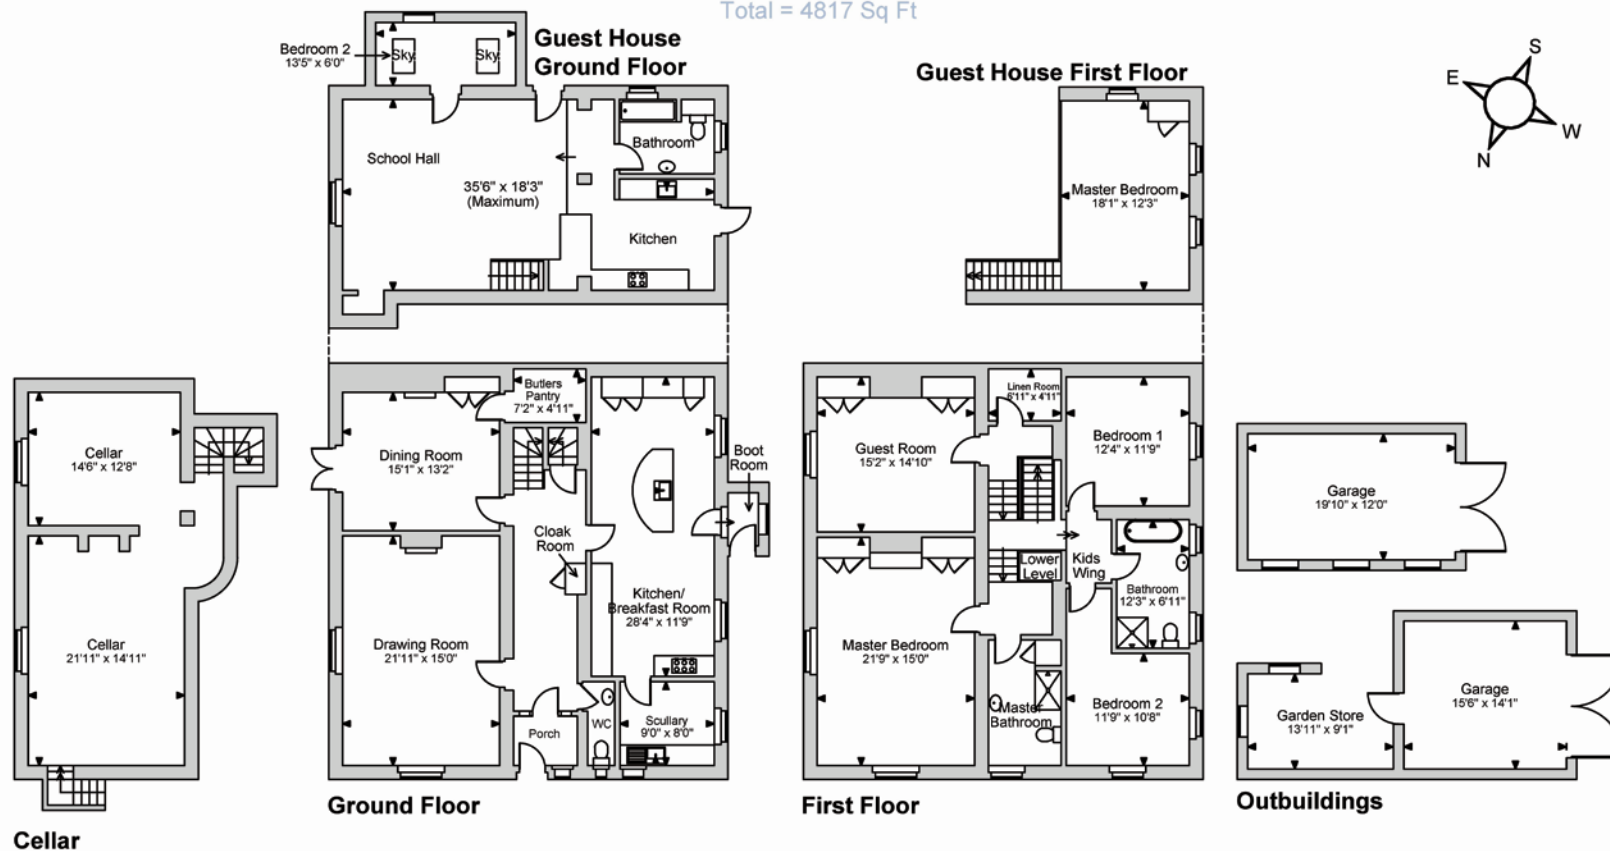 Total = 4817 Sq Ft
Guest House
Ground Floor
Bedroom 2
13'5" x 6'0"
Sky
Sky
School Hall
35'6" x 18'3"
(Maximum)
Bathroom
Kitchen
Guest House First Floor
Master Bedroom
18'1" x 12'3"
S
E
W
N
Cellar
14'6" x 12'8"
Cellar
21'11" x 14'11"
Cellar
Butlers
Pantry
7'2" x 4'11"
Dining Room
15'1" x 13'2"
Boot
Room
Cloak
Room
Kitchen/
Breakfast Room
28'4" x 11'9"
Drawing Room
21'11" x 15'0"
Porch
WC
Scullary
9'0" x 8'0"
Ground Floor
Linen Room
6'11" x 4'11"
Guest Room
15'2" x 14'10"
Bedroom 1
12'4" x 11'9"
Lower
Level
Kids
Wing
Bathroom
12'3" x 6'11"
Master Bedroom
21'9" x 15'0"
Master
Bathroom
Bedroom 2
11'9" x 10'8"
First Floor
Garage
19'10" x 12'0"
Garage
15'6" x 14'1"
Garden Store
13'11" x 9'1"
Outbuildings